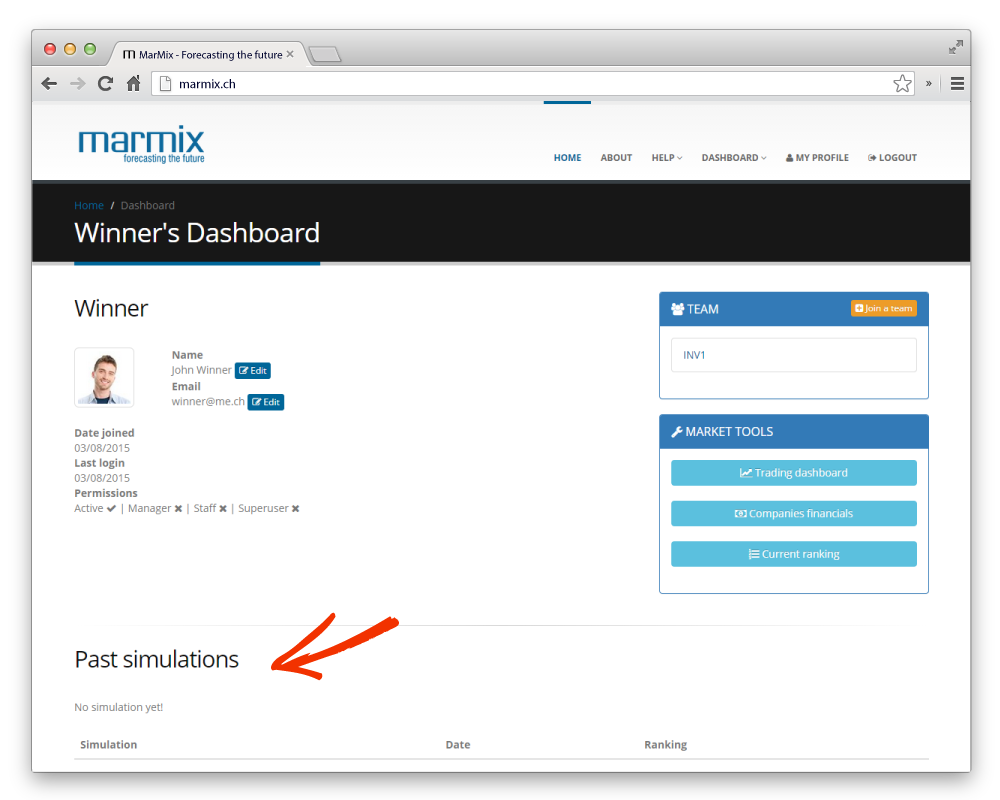 MarMix - Forecasting the future
marmix.ch
marmix
forecasting the future
HOME ABOUT HELP DASHBOARD MY PROFILE LOGOUT
Home / Dashboard
Winner's Dashboard
Winner
Name
John Winner Edit
Email
winner@me.ch Edit
Date joined
03/08/2015
Last login
03/08/2015
Permissions
Active | Manager | Staff | Superuser
TEAM Join a team
INV1
MARKET TOOLS
Trading dashboard
Companies financials
Current ranking
Past simulations
No simulation yet!
Simulation Date Ranking